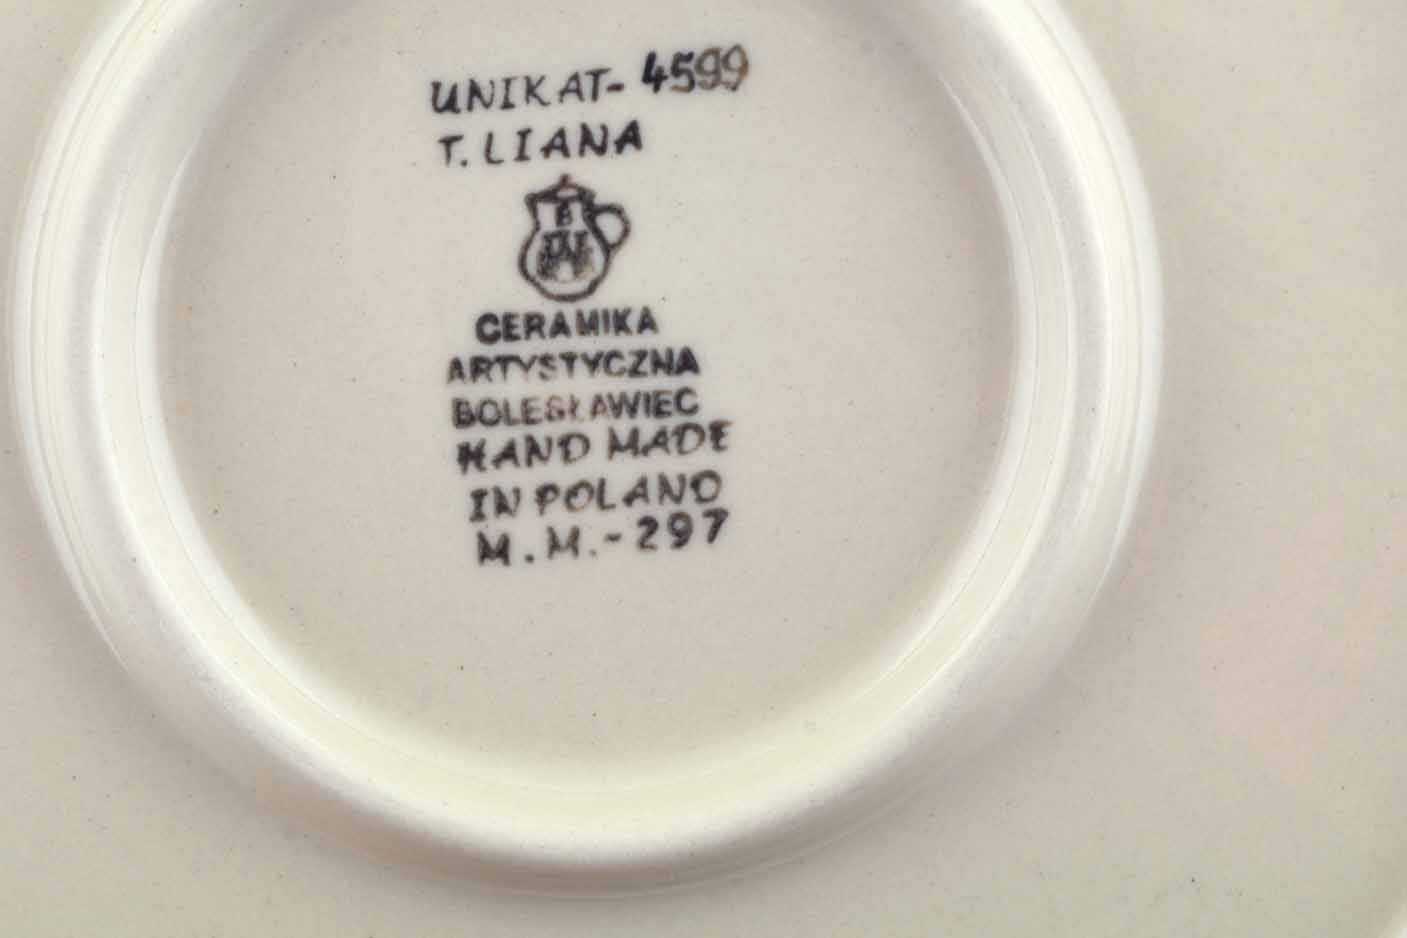 UNIKAT- 4599
T. LIANA
B
CERAMIKA
ARTYSTYCZNA
BOLESŁAWIEC
HAND MADE
IN POLAND
M.M.-297